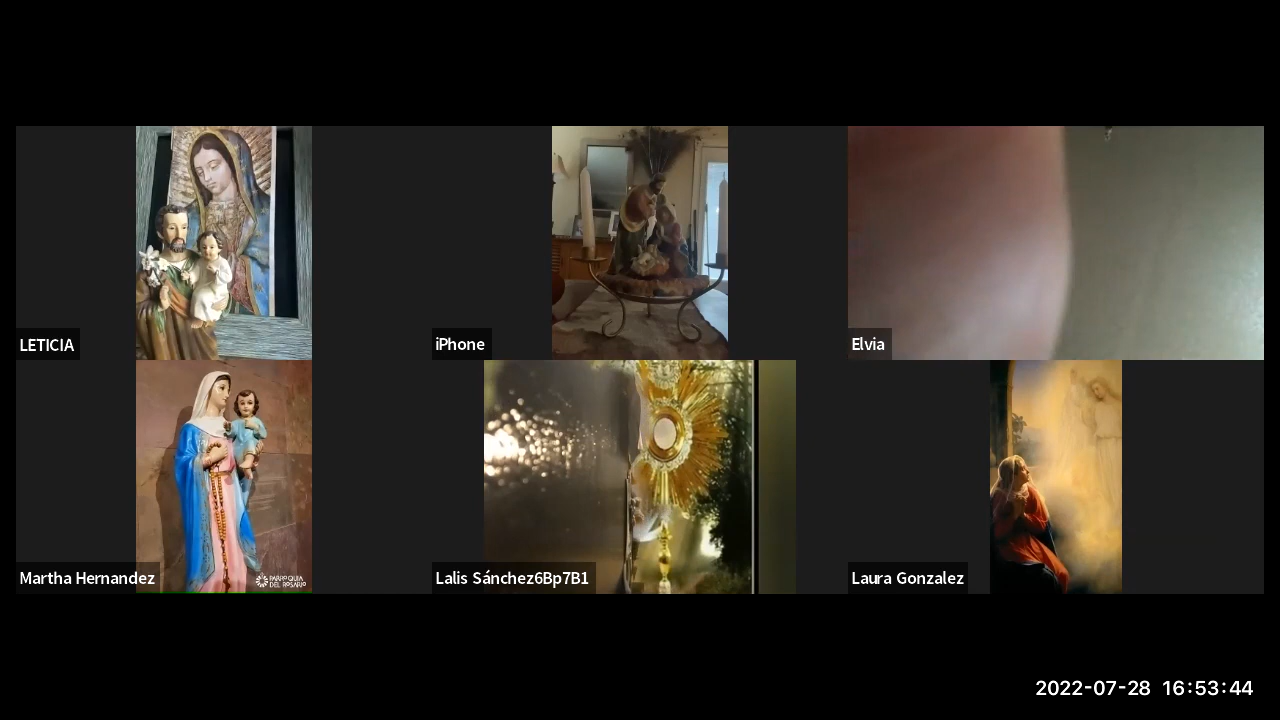 LETICIA
iPhone
Elvia
Martha Hernandez
PARROQUIA
DEL ROSARIO
Lalis Sánchez6Bp7B1
Laura Gonzalez
2022-07-28 16:53:44